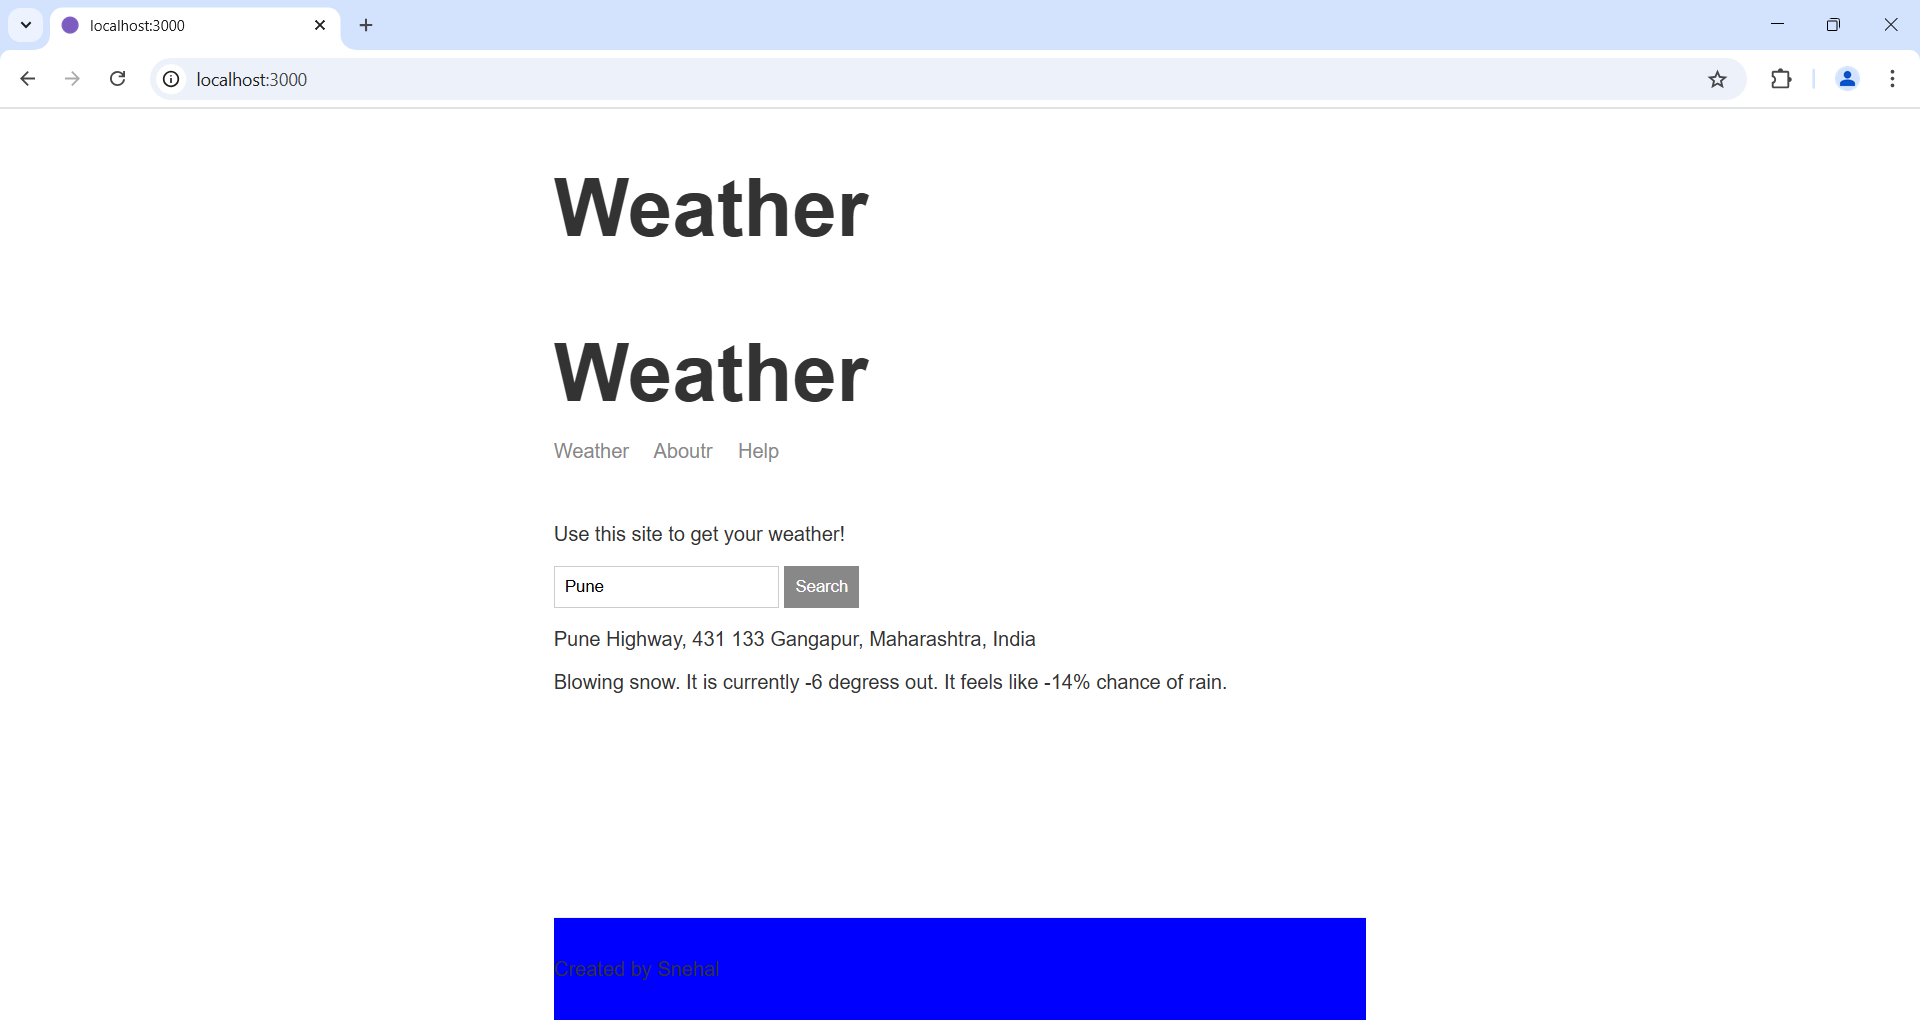 localhost:3000
localhost:3000
Weather
Weather
Weather Aboutr Help
Use this site to get your weather!
Pune Search
Pune Highway, 431 133 Gangapur, Maharashtra, India
Blowing snow. It is currently -6 degress out. It feels like -14% chance of rain.
Created by Snehal